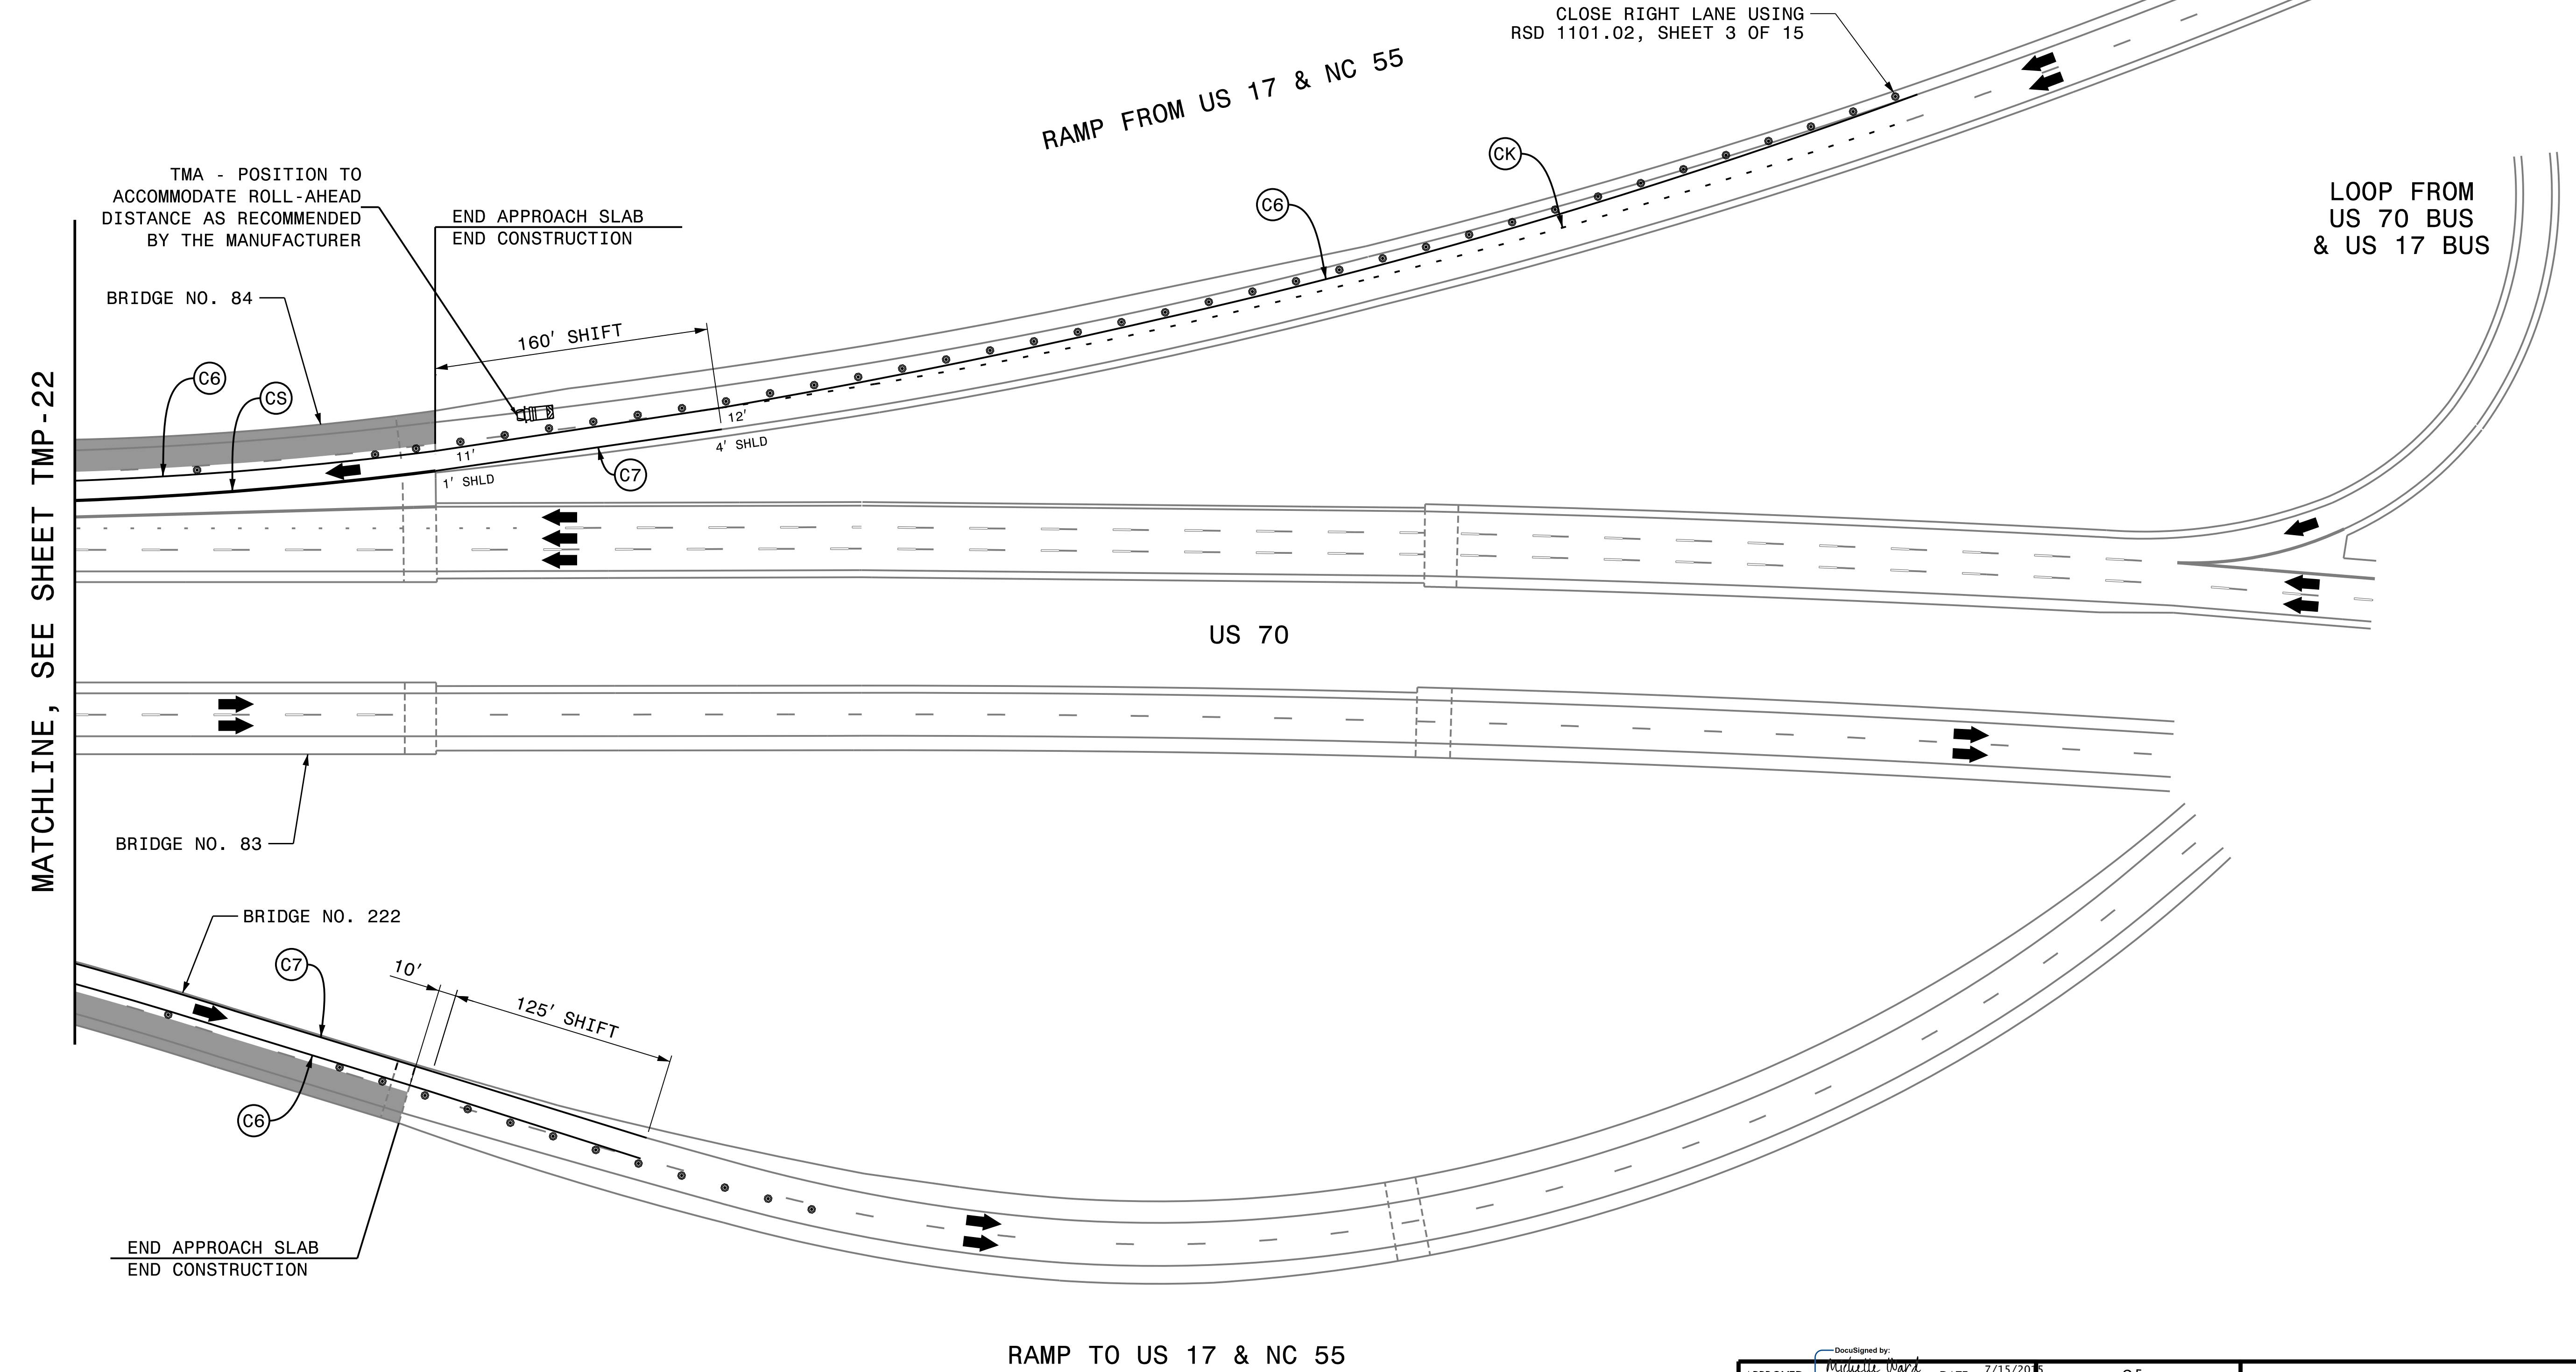 CLOSE RIGHT LANE USING
RSD 1101.02, SHEET 3 OF 15
RAMP FROM US 17 & NC 55
CK
C6
LOOP FROM
US 70 BUS
& US 17 BUS
TMA - POSITION TO
ACCOMMODATE ROLL-AHEAD
DISTANCE AS RECOMMENDED
BY THE MANUFACTURER
END APPROACH SLAB
END CONSTRUCTION
BRIDGE NO. 84
160' SHIFT
C6
CS
12'
4' SHLD
11'
1' SHLD
C7
MATCHLINE, SEE SHEET TMP-22
US 70
BRIDGE NO. 83
BRIDGE NO. 222
C7
10'
125' SHIFT
C6
END APPROACH SLAB
END CONSTRUCTION
RAMP TO US 17 & NC 55
DocuSigned by: